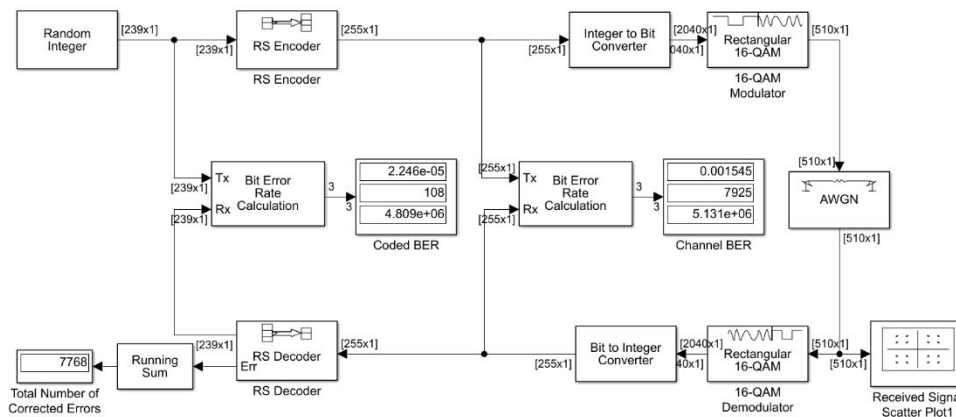 Random
Integer
[239x1]
[239x1]
RS Encoder
RS Encoder
[255x1]
[255x1]
Integer to Bit
Converter
[2040x1]
040x1]
Rectangular
16-QAM
16-QAM
Modulator
[510x1]
[510x1]
AWGN
[510x1]
[239x1]
Tx
[239x1]
Rx
Bit Error
Rate
Calculation
3
3
2.246e-05
108
4.809e+06
Coded BER
[255x1]
Tx
[255x1]
Rx
Bit Error
Rate
Calculation
3
3
0.001545
7925
5.131e+06
Channel BER
7768
Total Number of
Corrected Errors
Running
Sum
[239x1]
RS Decoder
Err
RS Decoder
[255x1]
[255x1]
Bit to Integer
Converter
[2040x1]
40x1]
Rectangular
16-QAM
16-QAM
Demodulator
[510x1]
[510x1]
Received Signa
Scatter Plot1